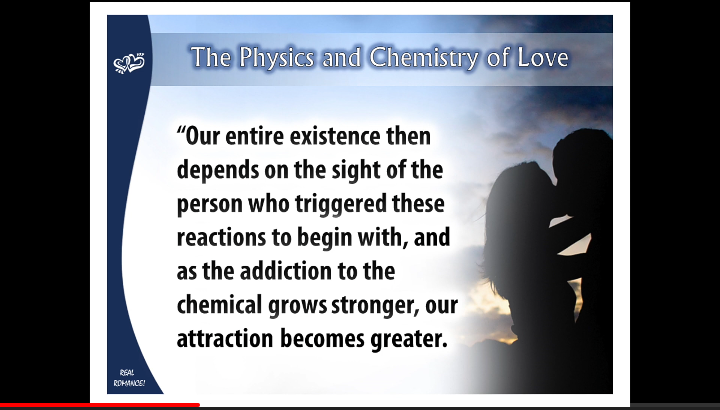 The Physics and Chemistry of Love
“Our entire existence then
depends on the sight of the
person who triggered these
reactions to begin with, and
as the addiction to the
chemical grows stronger, our
attraction becomes greater.
REAL
ROMANCE!